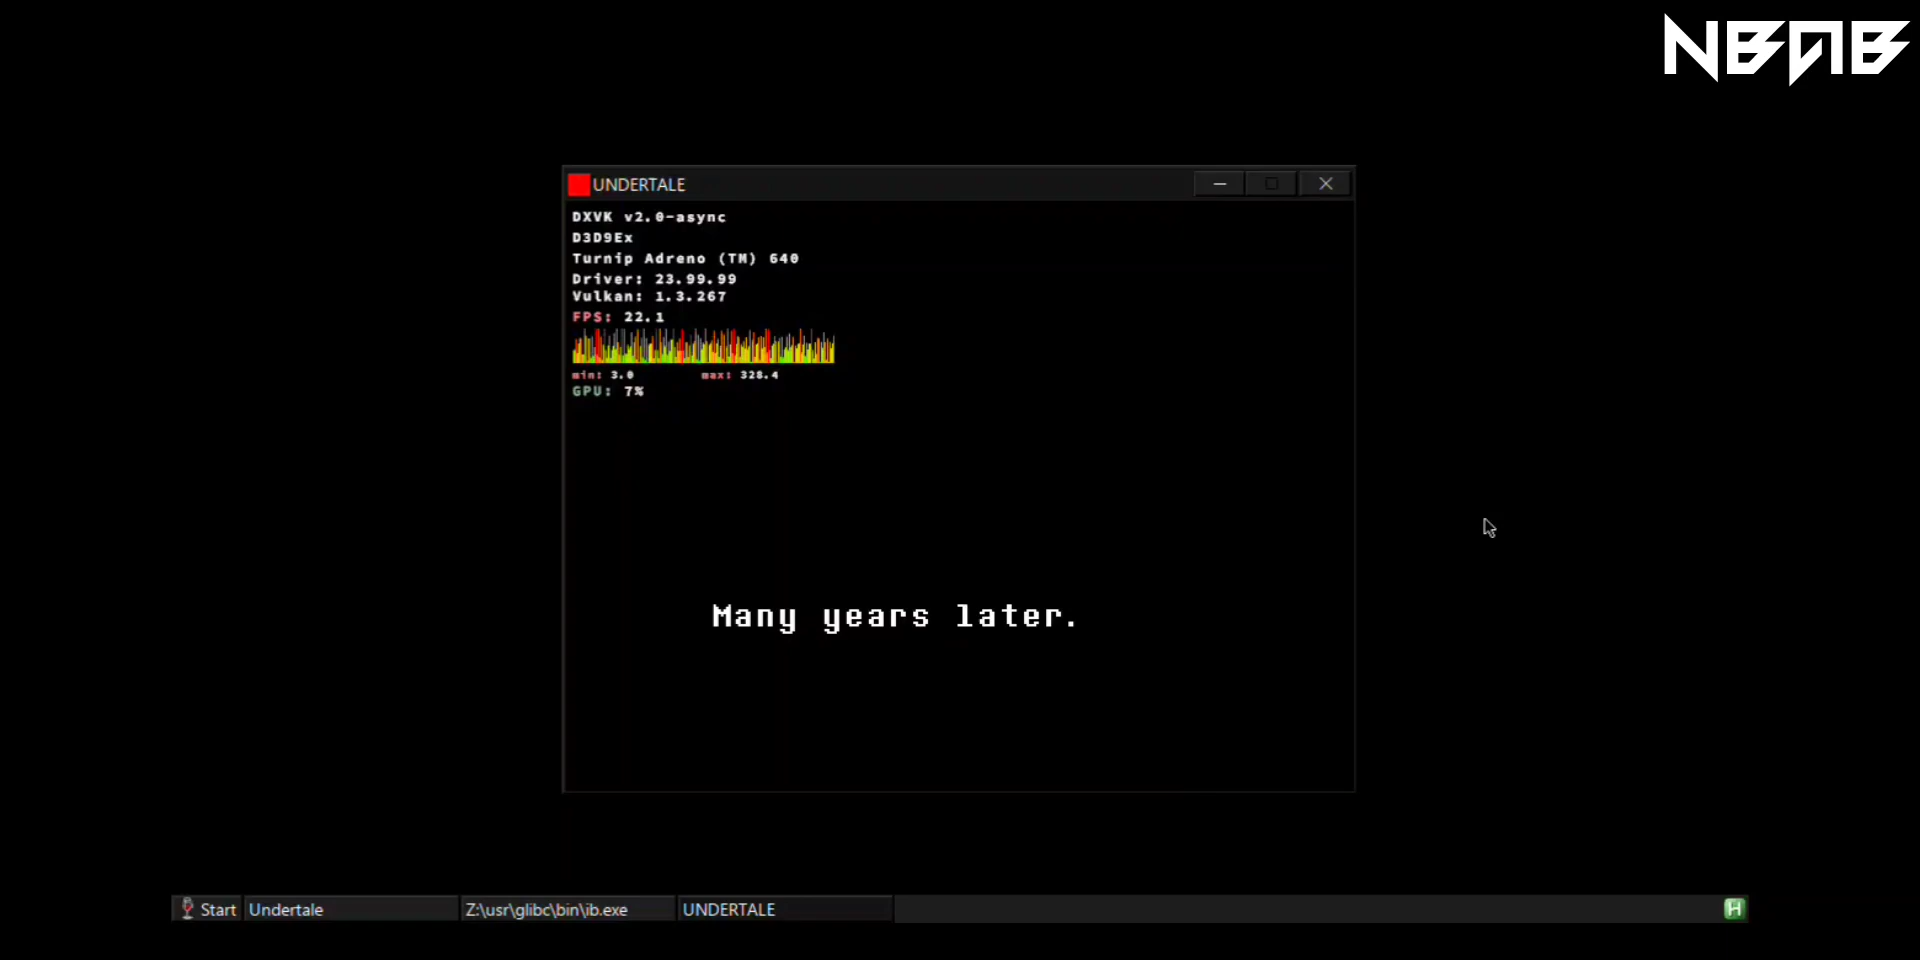 NBAB
UNDERTALE
DXVK v2.0-async
D3D9Ex
Turnip Adreno (TM) 640
Driver: 23.99.99
Vulkan: 1.3.267
FPS: 22.1
min: 3.0 max: 328.4
GPU: 7%
Many years later.
Start Undertale Z:\usr\glibc\bin\ib.exe UNDERTALE H